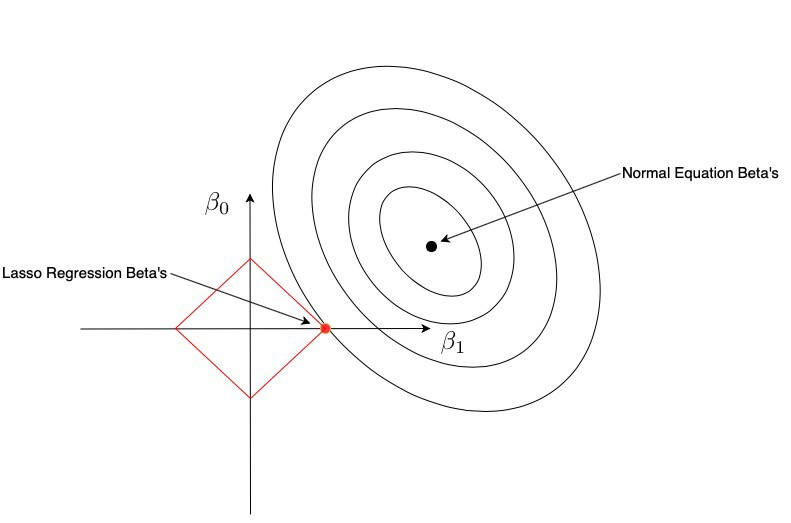 Normal Equation Beta's
β₀
Lasso Regression Beta's
β₁